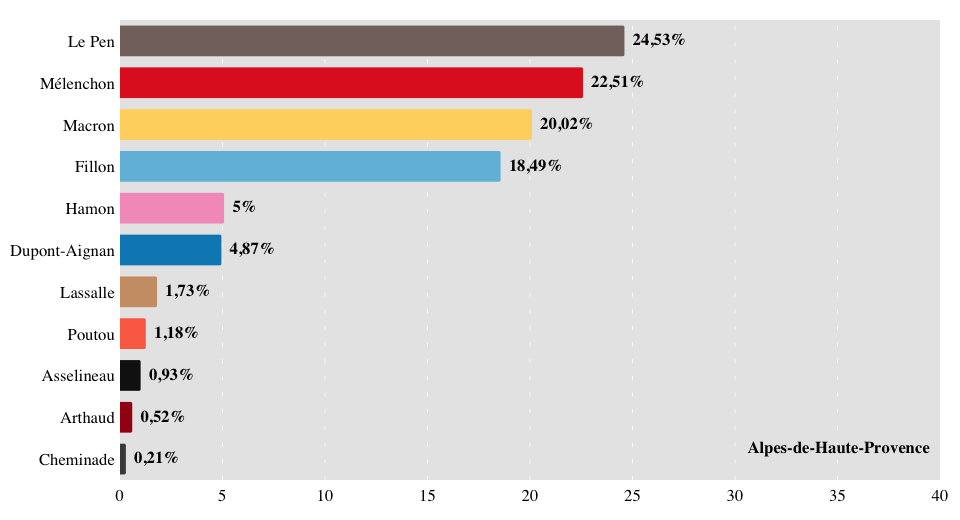 Le Pen 24,53%
Mélenchon 22,51%
Macron 20,02%
Fillon 18,49%
Hamon 5%
Dupont-Aignan 4,87%
Lassalle 1,73%
Poutou 1,18%
Asselineau 0,93%
Arthaud 0,52%
Alpes-de-Haute-Provence
Cheminade 0,21%
0 5 10 15 20 25 30 35 40